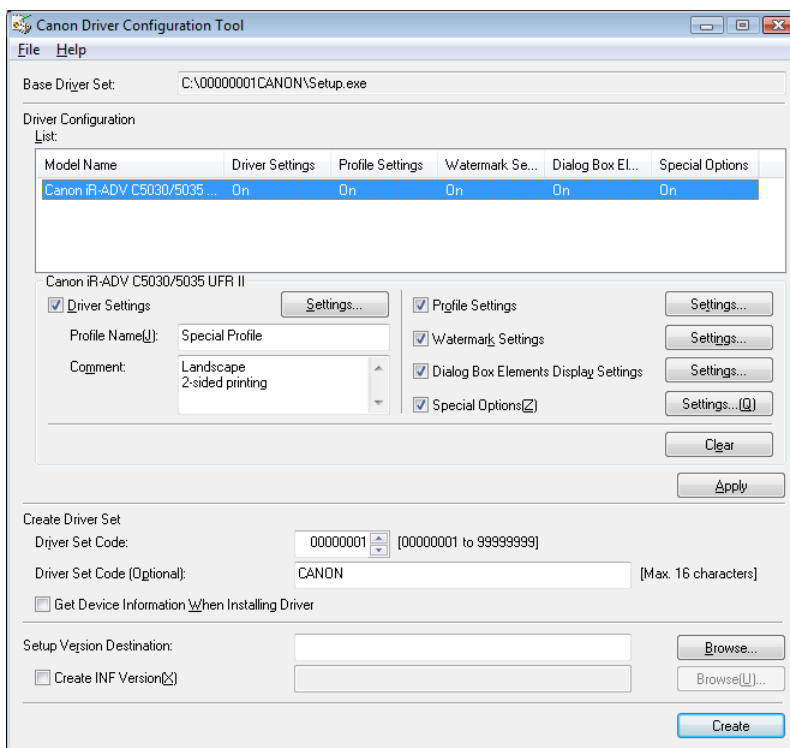 Canon Driver Configuration Tool
File Help
Base Driver Set: C:\00000001CANON\Setup.exe
Driver Configuration
List:
Model Name Driver Settings Profile Settings Watermark Se... Dialog Box El... Special Options
Canon iR-ADV C5030/5035 ... On On On On On
Canon iR-ADV C5030/5035 UFR II
Driver Settings Settings... Profile Settings Settings...
Profile Name(J): Special Profile Watermark Settings Settings...
Comment: Landscape Dialog Box Elements Display Settings Settings...
2-sided printing
Special Options(Z) Settings...(Q)
Clear
Apply
Create Driver Set
Driver Set Code: 00000001 [00000001 to 99999999]
Driver Set Code (Optional): CANON [Max. 16 characters]
Get Device Information When Installing Driver
Setup Version Destination: Browse...
Create INF Version(X) Browse(U)...
Create